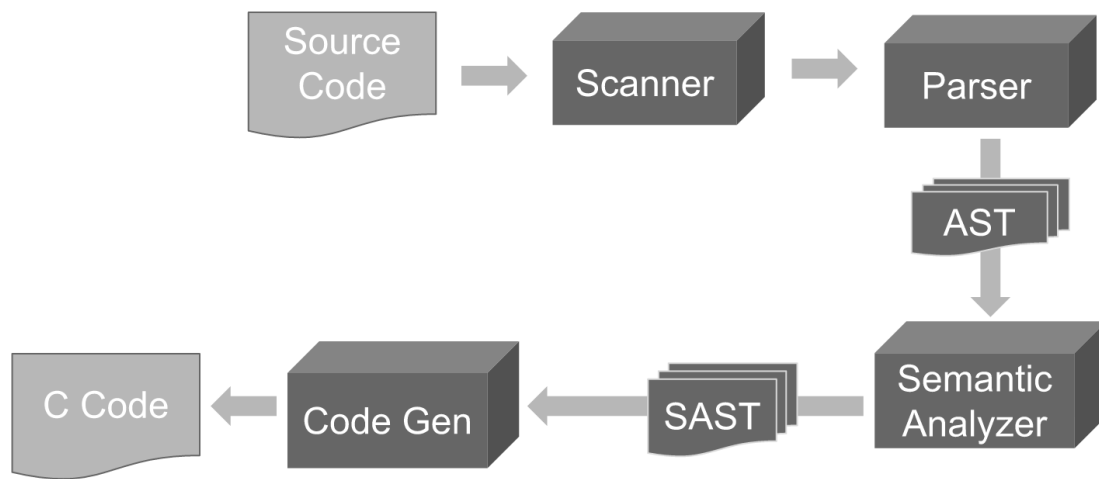 Source
Code
Scanner
Parser
AST
Semantic
Analyzer
SAST
Code Gen
C Code